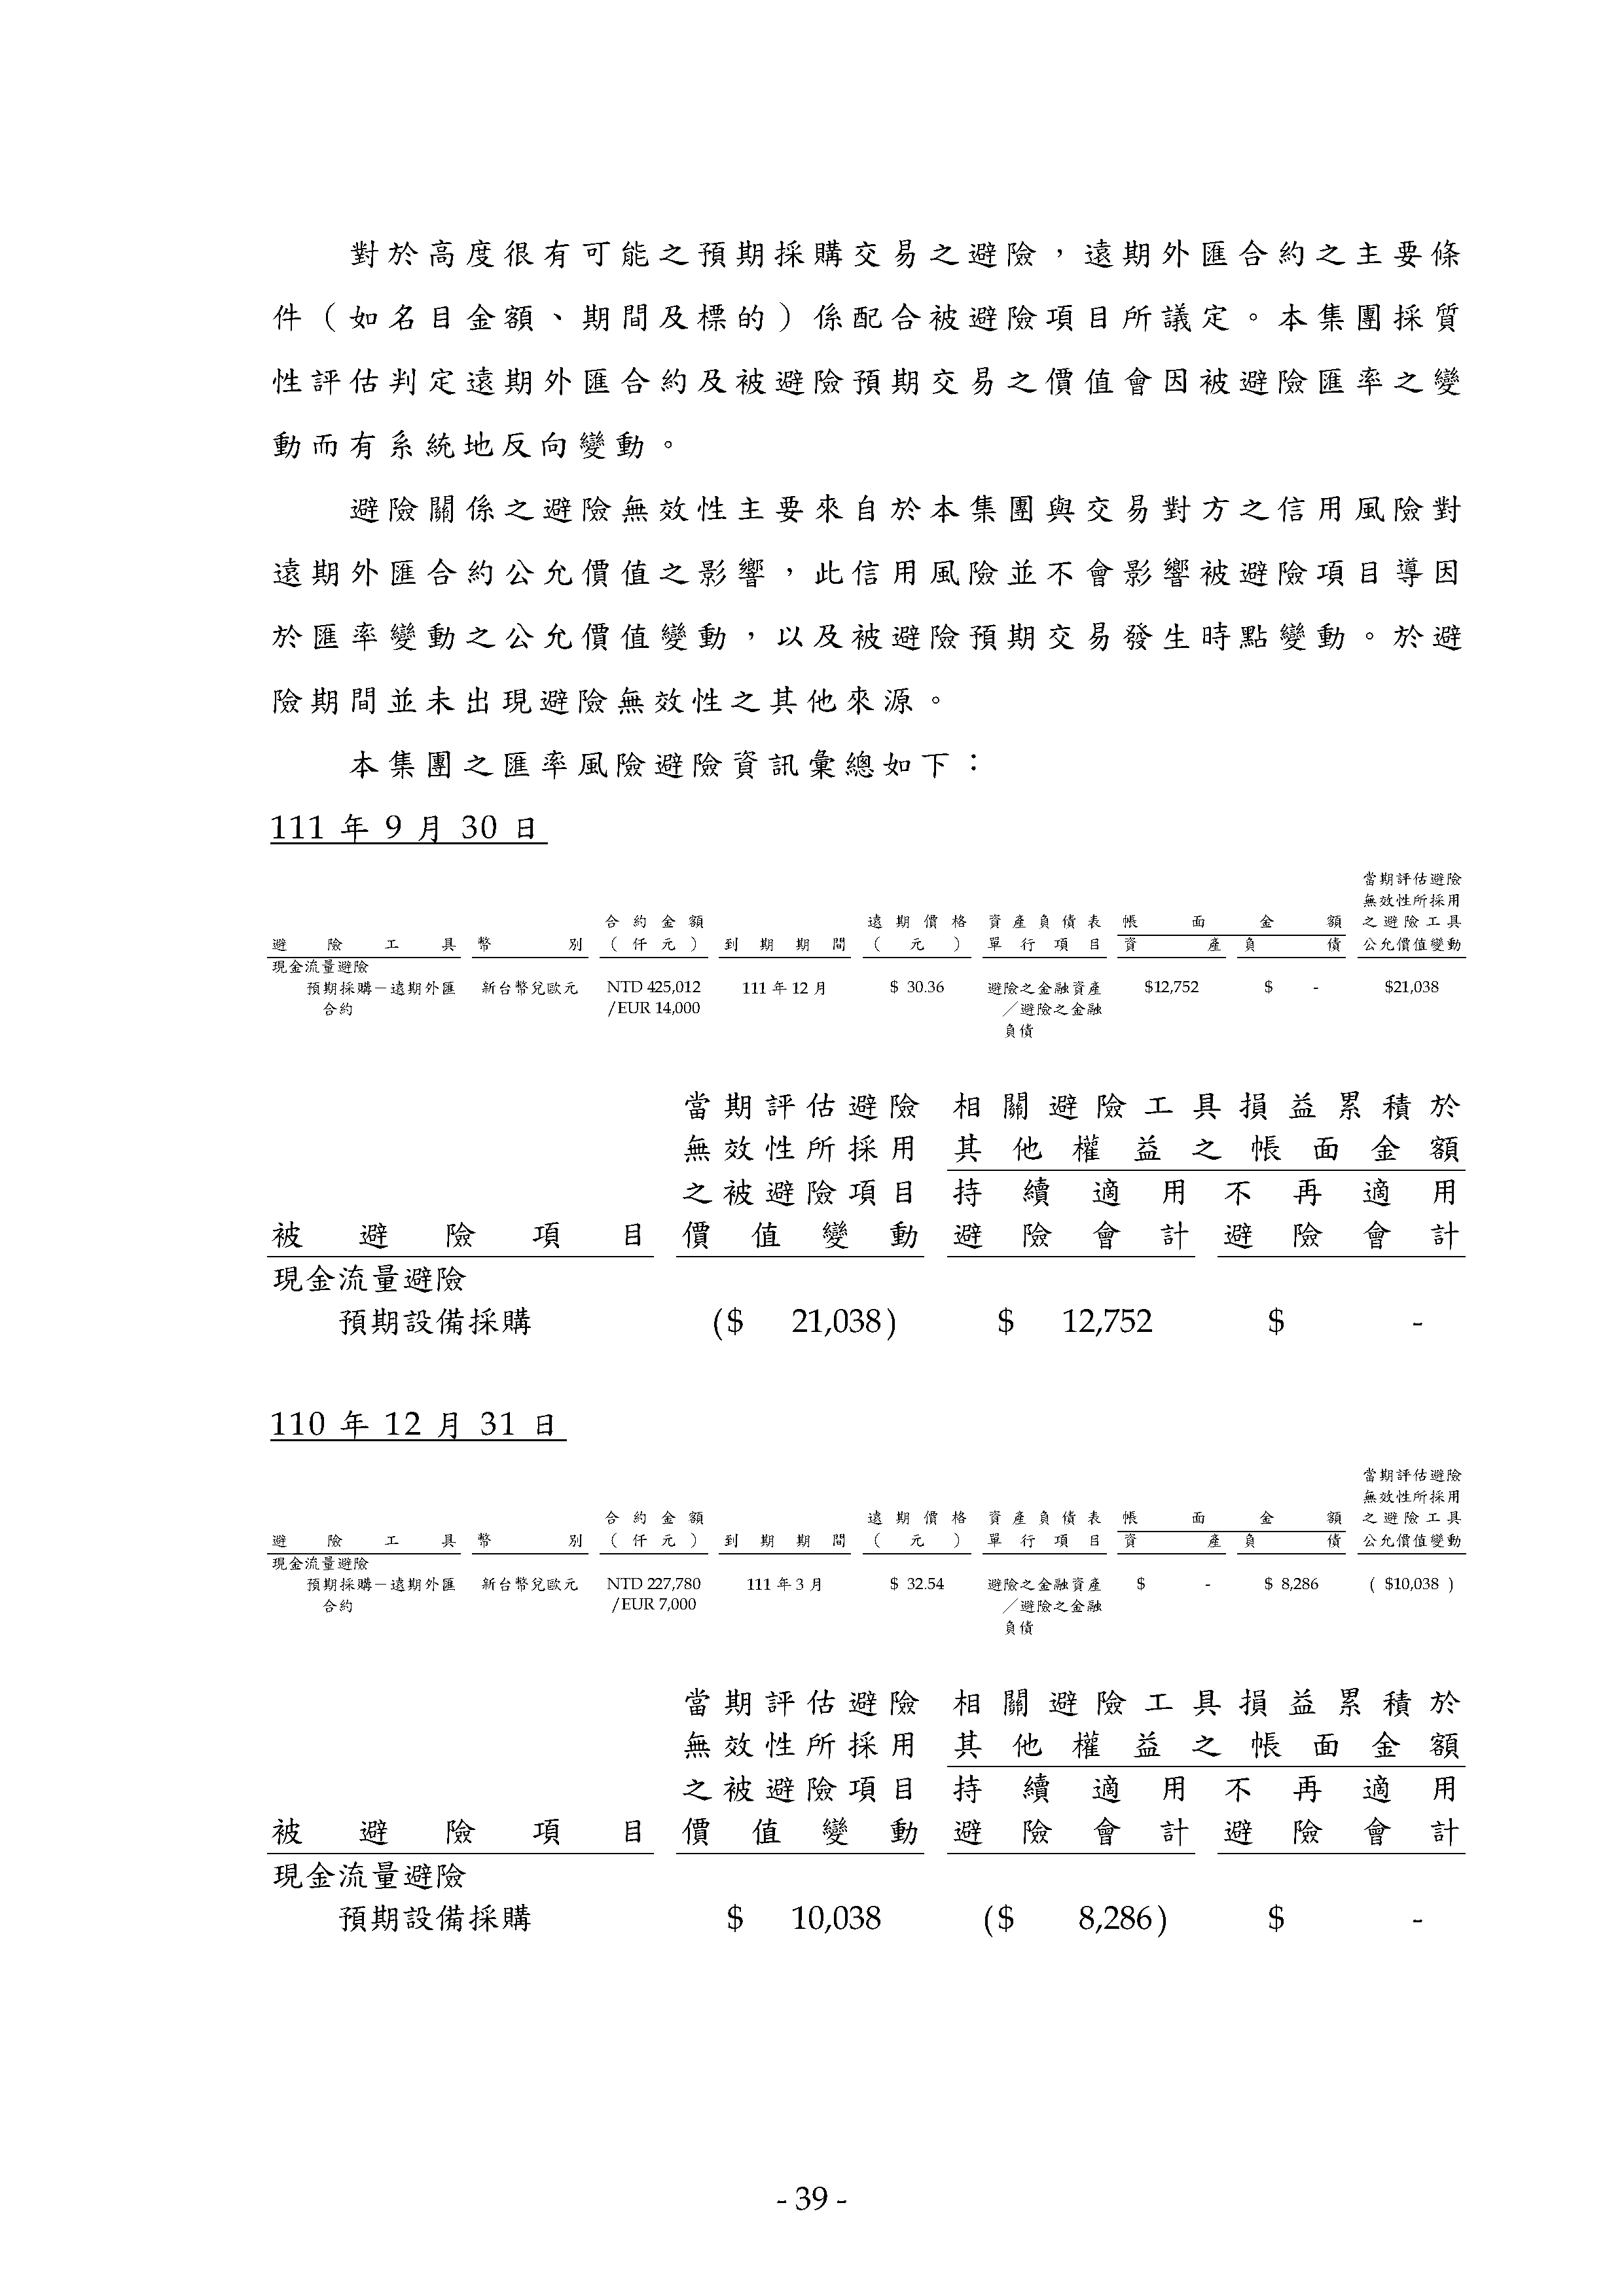 對於高度很有可能之預期採購交易之避險，遠期外匯合約之主要條
件（如名目金額、期間及標的）係配合被避險項目所議定。本集團採質
性評估判定遠期外匯合約及被避險預期交易之價值會因被避險匯率之變
動而有系統地反向變動。
避險關係之避險無效性主要來自於本集團與交易對方之信用風險對
遠期外匯合約公允價值之影響，此信用風險並不會影響被避險項目導因
於匯率變動之公允價值變動，以及被避險預期交易發生時點變動。於避
險期間並未出現避險無效性之其他來源。
本集團之匯率風險避險資訊彙總如下：
111 年 9 月 30 日
當期評估避險
無效性所採用
合約金額 遠期價格 資產負債表 帳面金額 之避險工具
避險工具 幣別 （仟元） 到期期間 （元） 單行項目 資產 負債 公允價值變動
現金流量避險
預期採購－遠期外匯 新台幣兌歐元 NTD 425,012 111 年 12 月 $ 30.36 避險之金融資產 $12,752 $ - $21,038
合約 /EUR 14,000 ／避險之金融
負債
當期評估避險 相關避險工具損益累積於
無效性所採用 其他權益之帳面金額
之被避險項目 持續適用 不再適用
被避險項目 價值變動 避險會計 避險會計
現金流量避險
預期設備採購 ($ 21,038) $ 12,752 $ -
110 年 12 月 31 日
當期評估避險
無效性所採用
合約金額 遠期價格 資產負債表 帳面金額 之避險工具
避險工具 幣別 （仟元） 到期期間 （元） 單行項目 資產 負債 公允價值變動
現金流量避險
預期採購－遠期外匯 新台幣兌歐元 NTD 227,780 111 年 3 月 $ 32.54 避險之金融資產 $ - $ 8,286 ( $10,038 )
合約 /EUR 7,000 ／避險之金融
負債
當期評估避險 相關避險工具損益累積於
無效性所採用 其他權益之帳面金額
之被避險項目 持續適用 不再適用
被避險項目 價值變動 避險會計 避險會計
現金流量避險
預期設備採購 $ 10,038 ($ 8,286) $ -
- 39 -